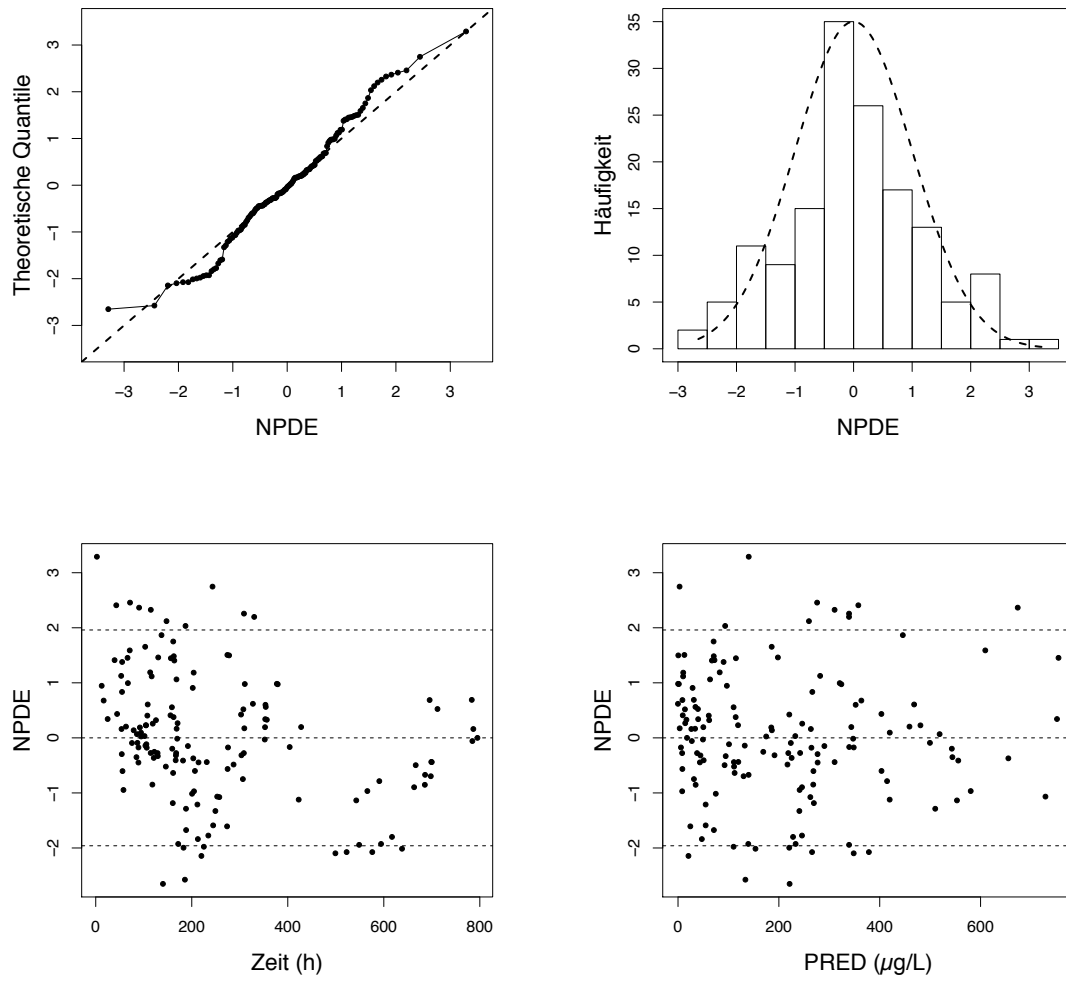 3
2
1
0
−1
−2
−3
Theoretische Quantile
−3 −2 −1 0 1 2 3
NPDE
35
30
25
20
15
10
5
0
Häufigkeit
−3 −2 −1 0 1 2 3
NPDE
3
2
1
0
−1
−2
NPDE
0 200 400 600 800
Zeit (h)
3
2
1
0
−1
−2
NPDE
0 200 400 600
PRED (µg/L)